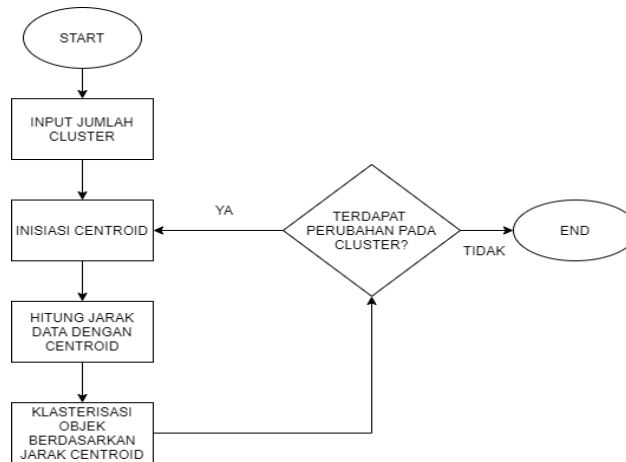 START
INPUT JUMLAH
CLUSTER
INISIASI CENTROID
HITUNG JARAK
DATA DENGAN
CENTROID
KLASTERISASI
OBJEK
BERDASARKAN
JARAK CENTROID
TERDAPAT
PERUBAHAN PADA
CLUSTER?
YA
TIDAK
END